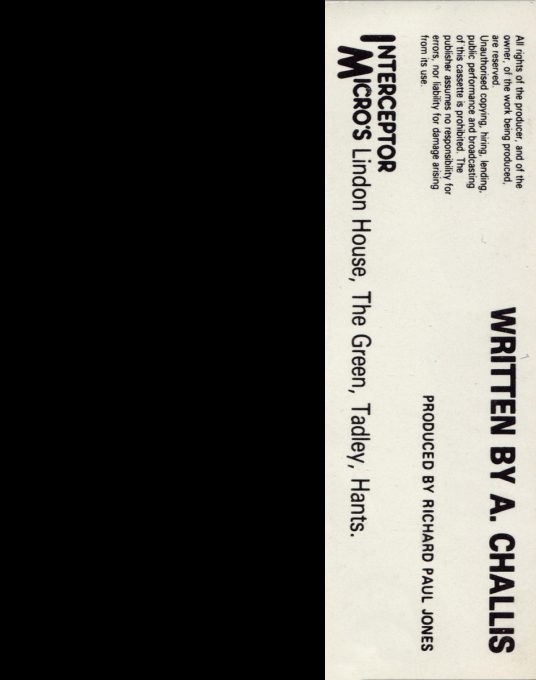 All rights of the producer, and of the
owner, of the work being produced,
are reserved.
Unauthorised copying, hiring, lending,
public performance and broadcasting
of this cassette is prohibited. The
publisher assumes no responsibility for
errors, nor liability for damage arising
from its use.
WRITTEN BY A. CHALLIS
PRODUCED BY RICHARD PAUL JONES
INTERCEPTOR
MICRO'S Lindon House, The Green, Tadley, Hants.